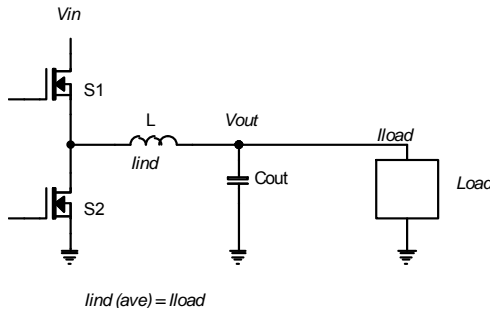 Vin
S1
L
Vout
Iload
Iind
Cout
Load
S2
Iind (ave) = Iload